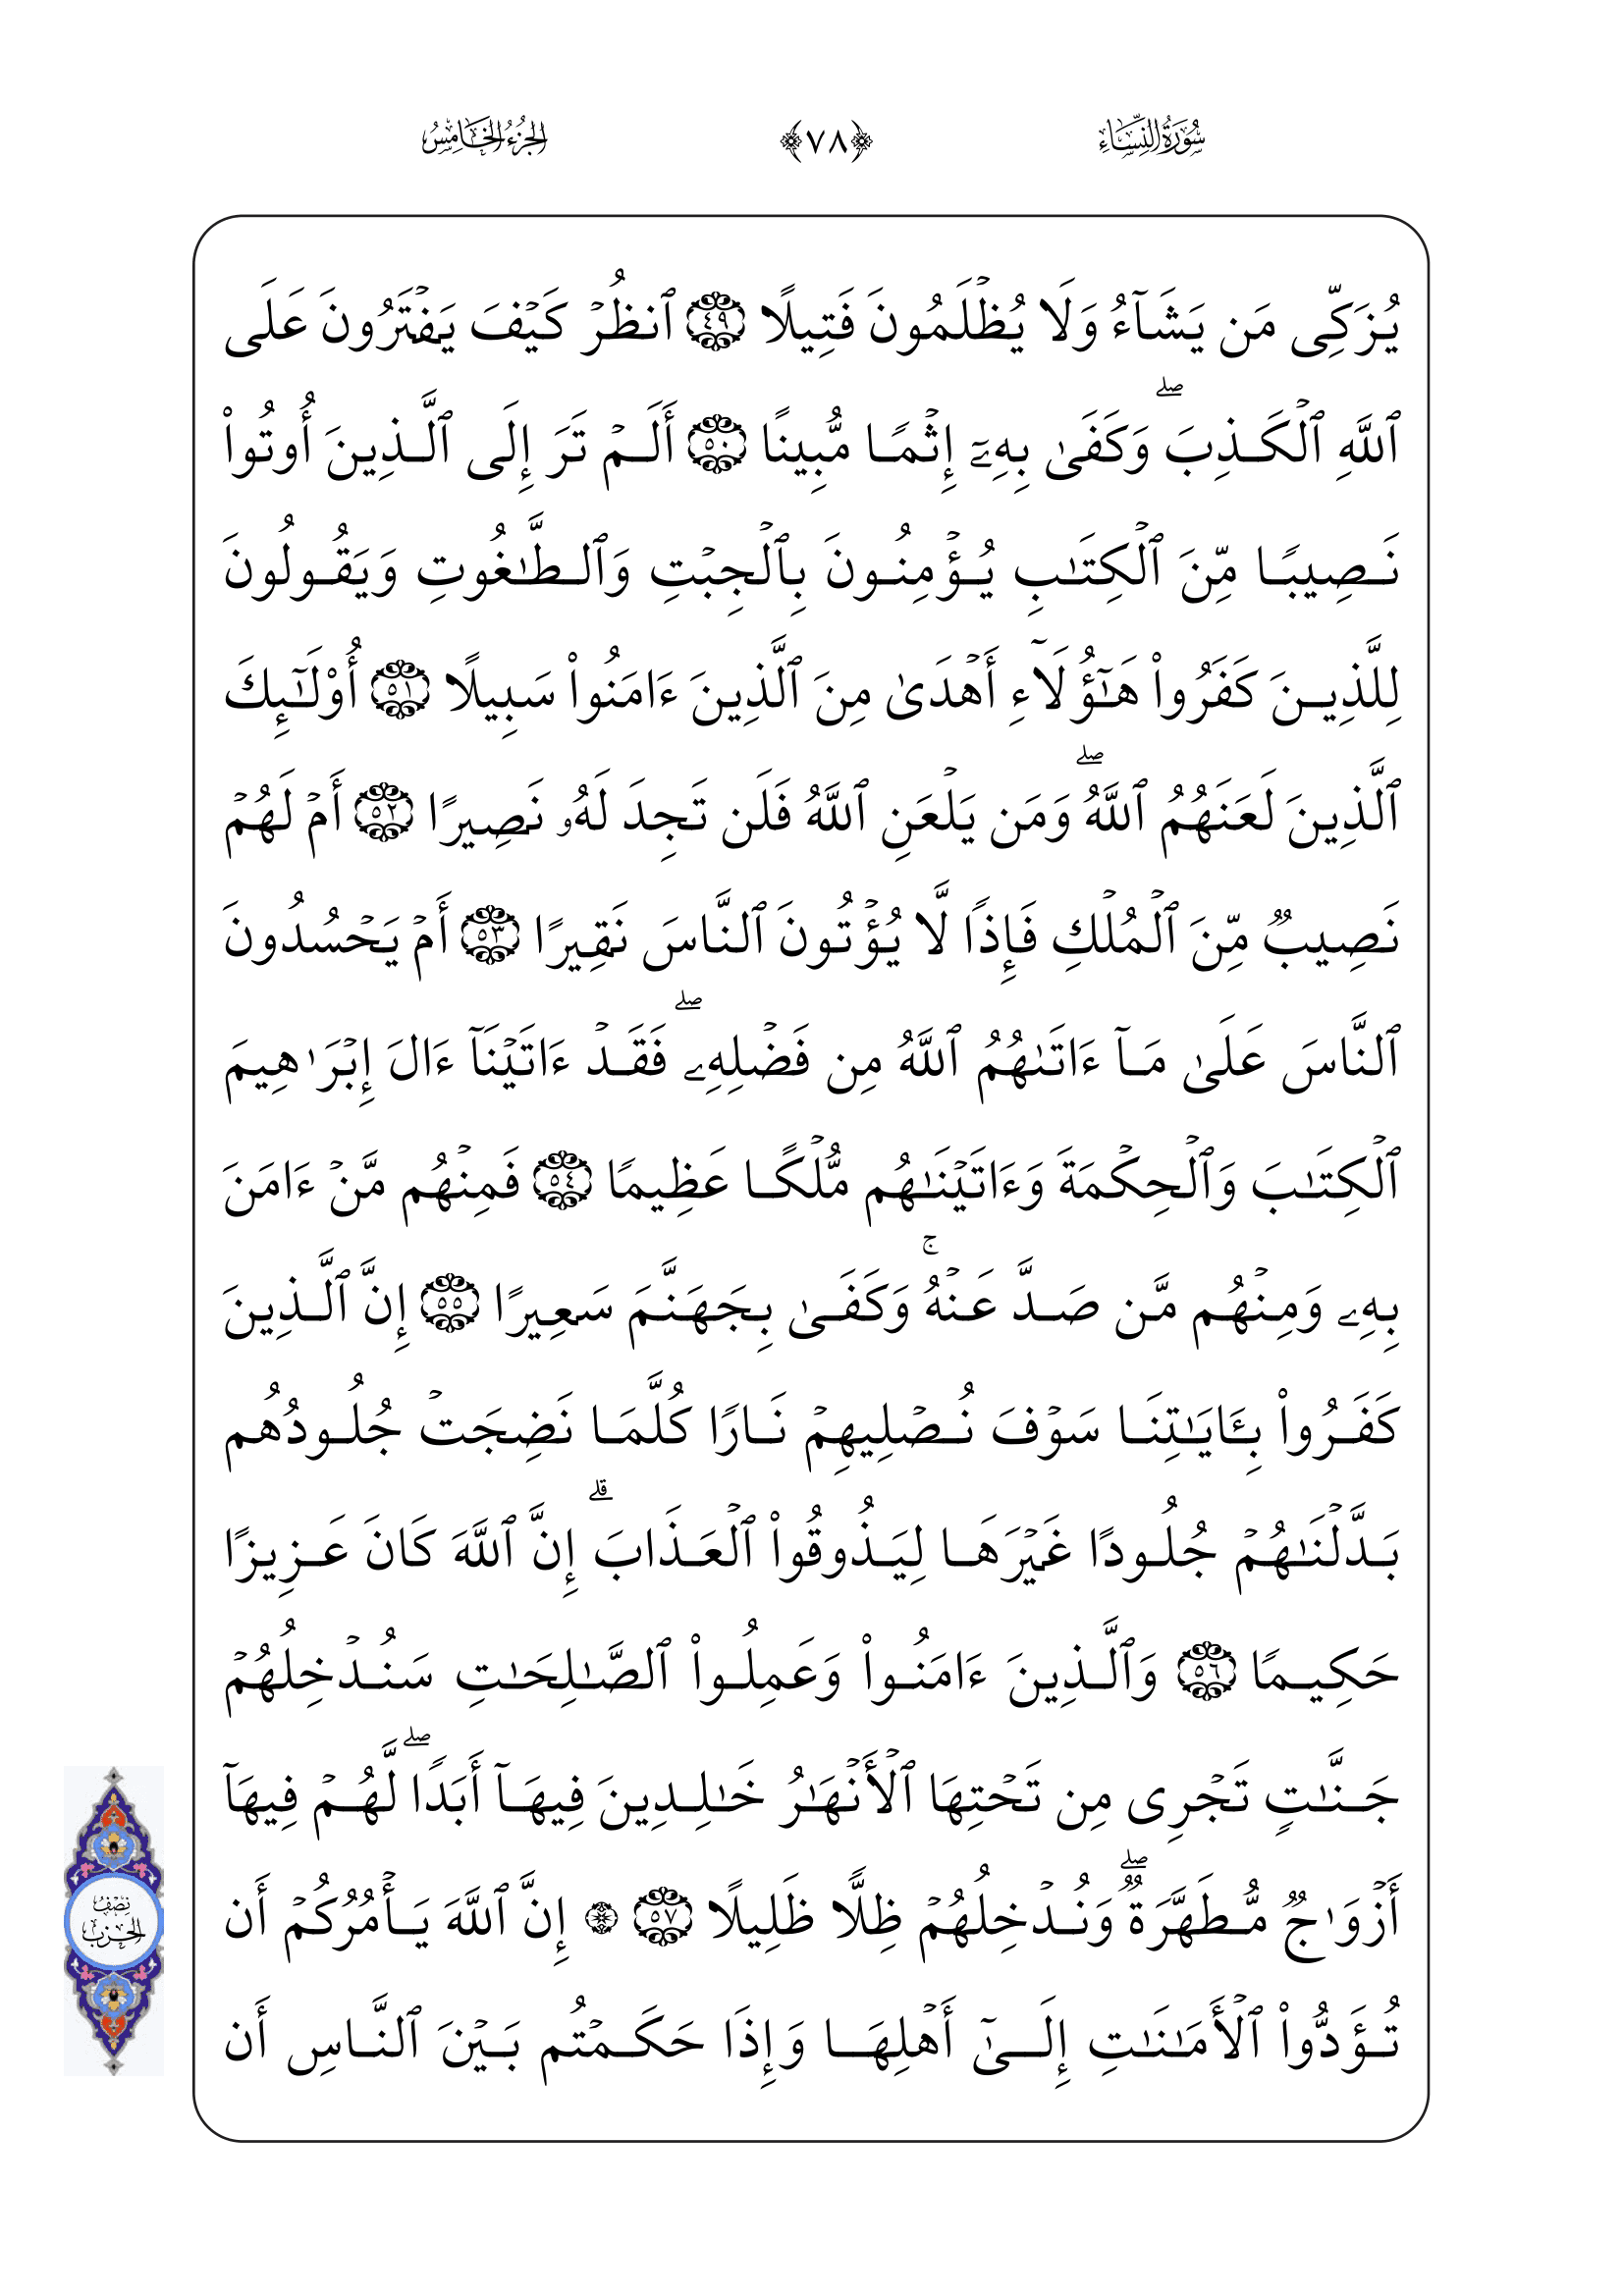 سُورَةُ النِّسَاءِ ﴿٧٨﴾ الجُزْءُ الخَامِسُ
يُزَكِّى مَن يَشَآءُ وَلَا يُظۡلَمُونَ فَتِيلًا ٤٩ ٱنظُرۡ كَيۡفَ يَفۡتَرُونَ عَلَى
ٱللَّهِ ٱلۡكَذِبَۖ وَكَفَىٰ بِهِۦٓ إِثۡمًا مُّبِينًا ٥٠ أَلَمۡ تَرَ إِلَى ٱلَّذِينَ أُوتُواْ
نَصِيبًا مِّنَ ٱلۡكِتَٰبِ يُؤۡمِنُونَ بِٱلۡجِبۡتِ وَٱلطَّٰغُوتِ وَيَقُولُونَ
لِلَّذِينَ كَفَرُواْ هَٰٓؤُلَآءِ أَهۡدَىٰ مِنَ ٱلَّذِينَ ءَامَنُواْ سَبِيلًا ٥١ أُوْلَٰٓئِكَ
ٱلَّذِينَ لَعَنَهُمُ ٱللَّهُۖ وَمَن يَلۡعَنِ ٱللَّهُ فَلَن تَجِدَ لَهُۥ نَصِيرًا ٥٢ أَمۡ لَهُمۡ
نَصِيبٌ مِّنَ ٱلۡمُلۡكِ فَإِذًا لَّا يُؤۡتُونَ ٱلنَّاسَ نَقِيرًا ٥٣ أَمۡ يَحۡسُدُونَ
ٱلنَّاسَ عَلَىٰ مَآ ءَاتَىٰهُمُ ٱللَّهُ مِن فَضۡلِهِۦۖ فَقَدۡ ءَاتَيۡنَآ ءَالَ إِبۡرَٰهِيمَ
ٱلۡكِتَٰبَ وَٱلۡحِكۡمَةَ وَءَاتَيۡنَٰهُم مُّلۡكًا عَظِيمًا ٥٤ فَمِنۡهُم مَّنۡ ءَامَنَ
بِهِۦ وَمِنۡهُم مَّن صَدَّ عَنۡهُۚ وَكَفَىٰ بِجَهَنَّمَ سَعِيرًا ٥٥ إِنَّ ٱلَّذِينَ
كَفَرُواْ بِـَٔايَٰتِنَا سَوۡفَ نُصۡلِيهِمۡ نَارًا كُلَّمَا نَضِجَتۡ جُلُودُهُم
بَدَّلۡنَٰهُمۡ جُلُودًا غَيۡرَهَا لِيَذُوقُواْ ٱلۡعَذَابَۗ إِنَّ ٱللَّهَ كَانَ عَزِيزًا
حَكِيمًا ٥٦ وَٱلَّذِينَ ءَامَنُواْ وَعَمِلُواْ ٱلصَّٰلِحَٰتِ سَنُدۡخِلُهُمۡ
جَنَّٰتٍ تَجۡرِى مِن تَحۡتِهَا ٱلۡأَنۡهَٰرُ خَٰلِدِينَ فِيهَآ أَبَدًاۖ لَّهُمۡ فِيهَآ
أَزۡوَٰجٌ مُّطَهَّرَةٌۖ وَنُدۡخِلُهُمۡ ظِلًّا ظَلِيلًا ٥٧ ۞ إِنَّ ٱللَّهَ يَأۡمُرُكُمۡ أَن
تُؤَدُّواْ ٱلۡأَمَٰنَٰتِ إِلَىٰٓ أَهۡلِهَا وَإِذَا حَكَمۡتُم بَيۡنَ ٱلنَّاسِ أَن
نِصْفُ
الحِزْبِ